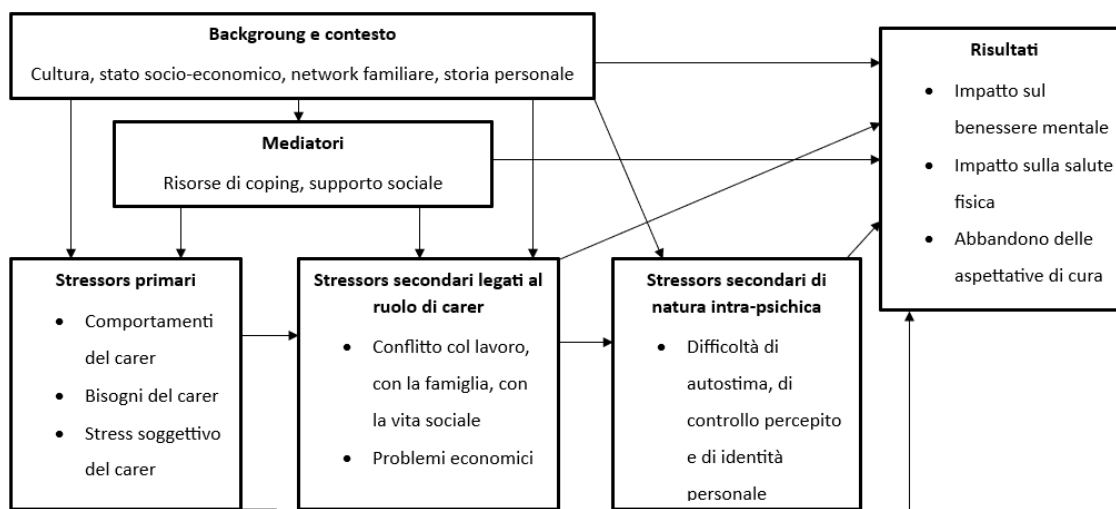 Backgroung e contesto
Cultura, stato socio-economico, network familiare, storia personale
Mediatori
Risorse di coping, supporto sociale
Risultati
• Impatto sul
benessere mentale
• Impatto sulla salute
fisica
• Abbandono delle
aspettative di cura
Stressors primari
• Comportamenti
del carer
• Bisogni del carer
• Stress soggettivo
del carer
Stressors secondari legati al
ruolo di carer
• Conflitto col lavoro,
con la famiglia, con
la vita sociale
• Problemi economici
Stressors secondari di
natura intra-psichica
• Difficoltà di
autostima, di
controllo percepito
e di identità
personale